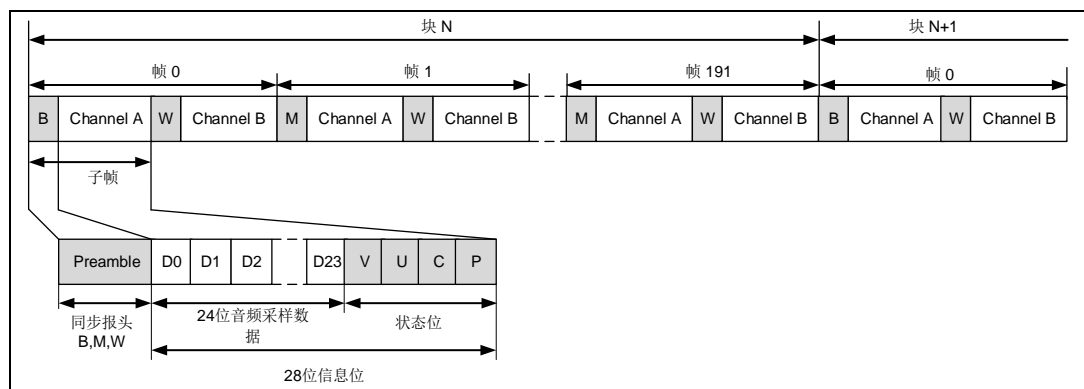 块 N
块 N+1
帧 0
帧 1
帧 191
帧 0
B
Channel A
W
Channel B
M
Channel A
W
Channel B
M
Channel A
W
Channel B
B
Channel A
W
Channel B
子帧
Preamble
D0
D1
D2
D23
V
U
C
P
同步报头
B,M,W
24位音频采样数
据
状态位
28位信息位